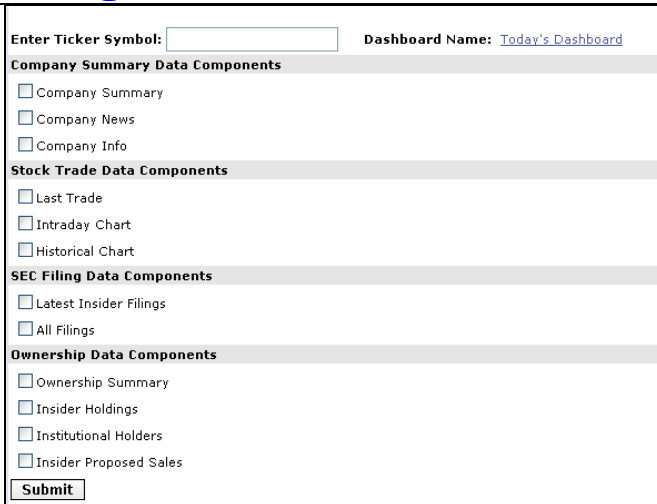 Enter Ticker Symbol: Dashboard Name: Today's Dashboard
Company Summary Data Components
Company Summary
Company News
Company Info
Stock Trade Data Components
Last Trade
Intraday Chart
Historical Chart
SEC Filing Data Components
Latest Insider Filings
All Filings
Ownership Data Components
Ownership Summary
Insider Holdings
Institutional Holders
Insider Proposed Sales
Submit